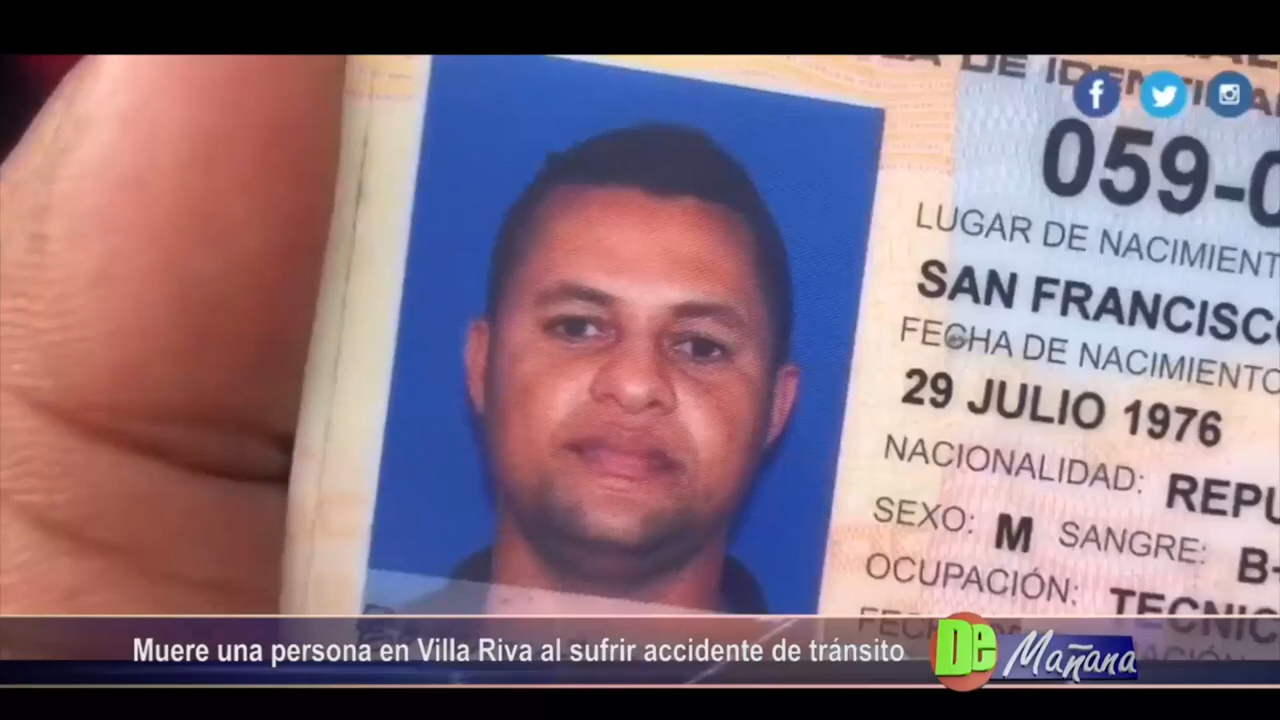 DE
059-0
LUGAR DE NACIMIENT
SAN FRANCISC
FECHA DE NACIMIENTO
29 JULIO 1976
NACIONALIDAD: REPU
SEXO: M SANGRE: B
OCUPACIÓN: TECNIC
Muere una persona en Villa Riva al sufrir accidente de tránsito
De Mañana